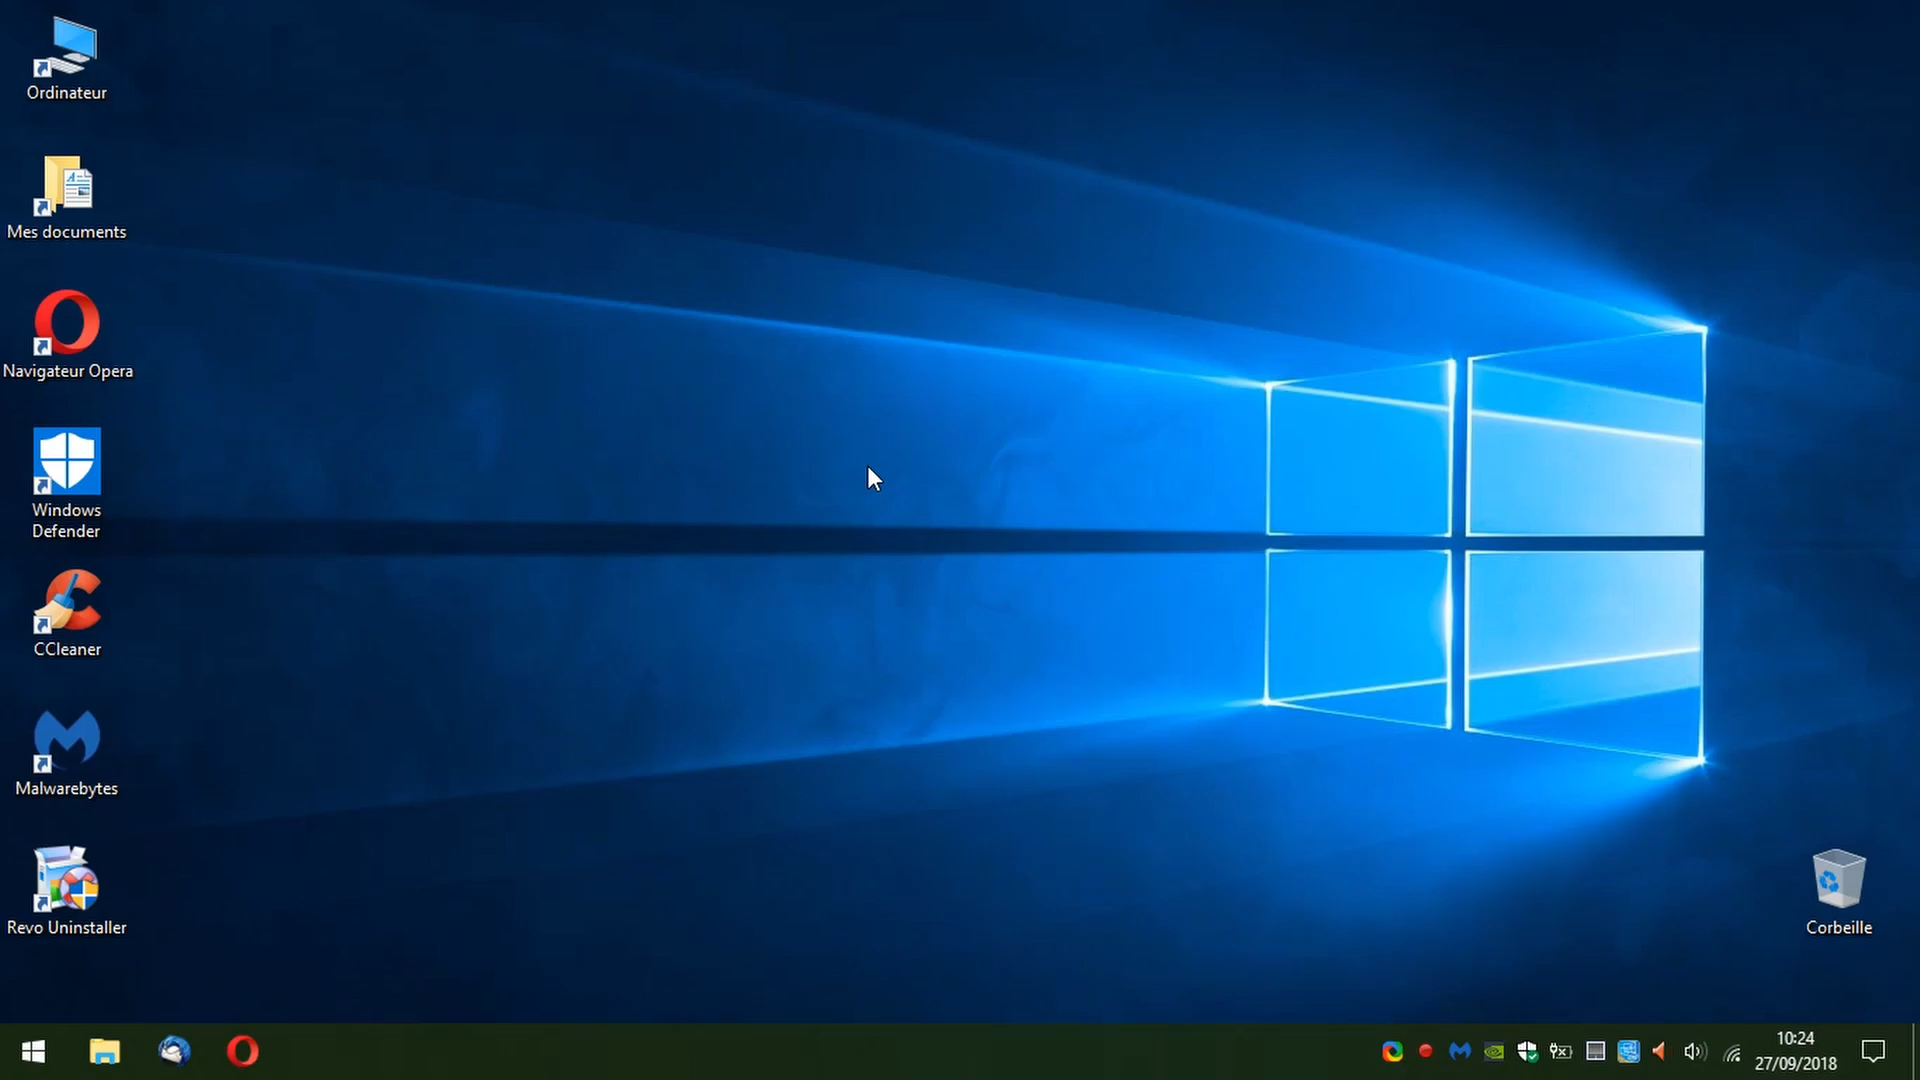 Ordinateur
Mes documents
Navigateur Opera
Windows
Defender
CCleaner
Malwarebytes
Revo Uninstaller
Corbeille
10:24
27/09/2018